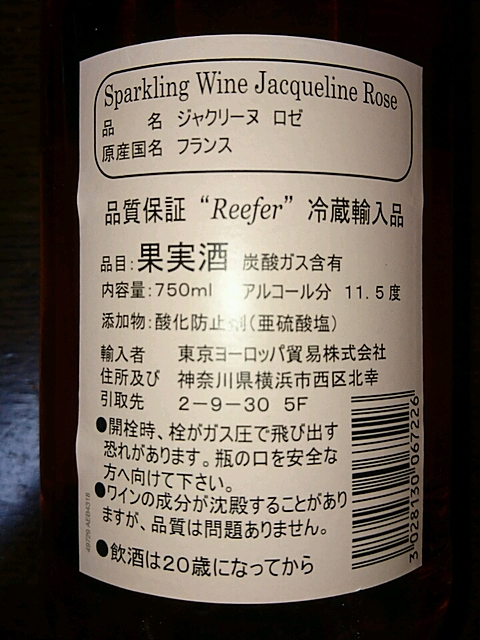 Sparkling Wine Jacqueline Rose
品　　名 ジャクリーヌ ロゼ
原産国名 フランス
品質保証 “Reefer” 冷蔵輸入品
品目:果実酒 炭酸ガス含有
内容量:750ml アルコール分 11.5度
添加物:酸化防止剤(亜硫酸塩)
輸入者 東京ヨーロッパ貿易株式会社
住所及び 神奈川県横浜市西区北幸
引取先 2-9-30 5F
●開栓時、栓がガス圧で飛び出す
恐れがあります。瓶の口を安全な
方へ向けて下さい。
●ワインの成分が沈殿することがあり
ますが、品質は問題ありません。
●飲酒は20歳になってから
3 028130 067226